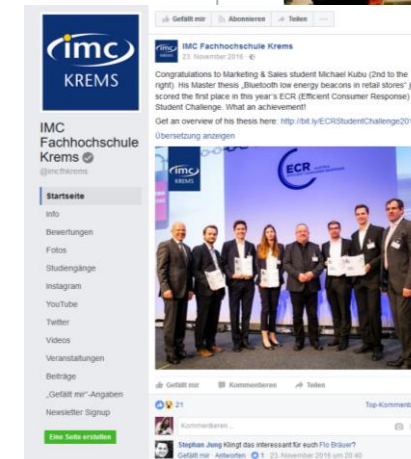 imc
KREMS
IMC
Fachhochschule
Krems
@imcfhkrems
Startseite
Info
Bewertungen
Fotos
Studiengänge
Instagram
YouTube
Twitter
Videos
Veranstaltungen
Beiträge
„Gefällt mir“-Angaben
Newsletter Signup
Eine Seite erstellen
Gefällt mir Abonnieren Teilen ...
IMC Fachhochschule Krems
23. November 2016
Congratulations to Marketing & Sales student Michael Kubu (2nd to the
right). His Master thesis „Bluetooth low energy beacons in retail stores“
scored the first place in this year's ECR (Efficient Consumer Response)
Student Challenge. What an achievement!
Get an overview of his thesis here: http://bit.ly/ECRStudentChallenge201
Übersetzung anzeigen
imc
KREMS
ECR
Gefällt mir Kommentieren Teilen
21 Top-Komment
Kommentieren ...
Stephan Jung Klingt das interessant für euch Flo Bräuer?
Gefällt mir · Antworten · 1 · 23. November 2016 um 20:40